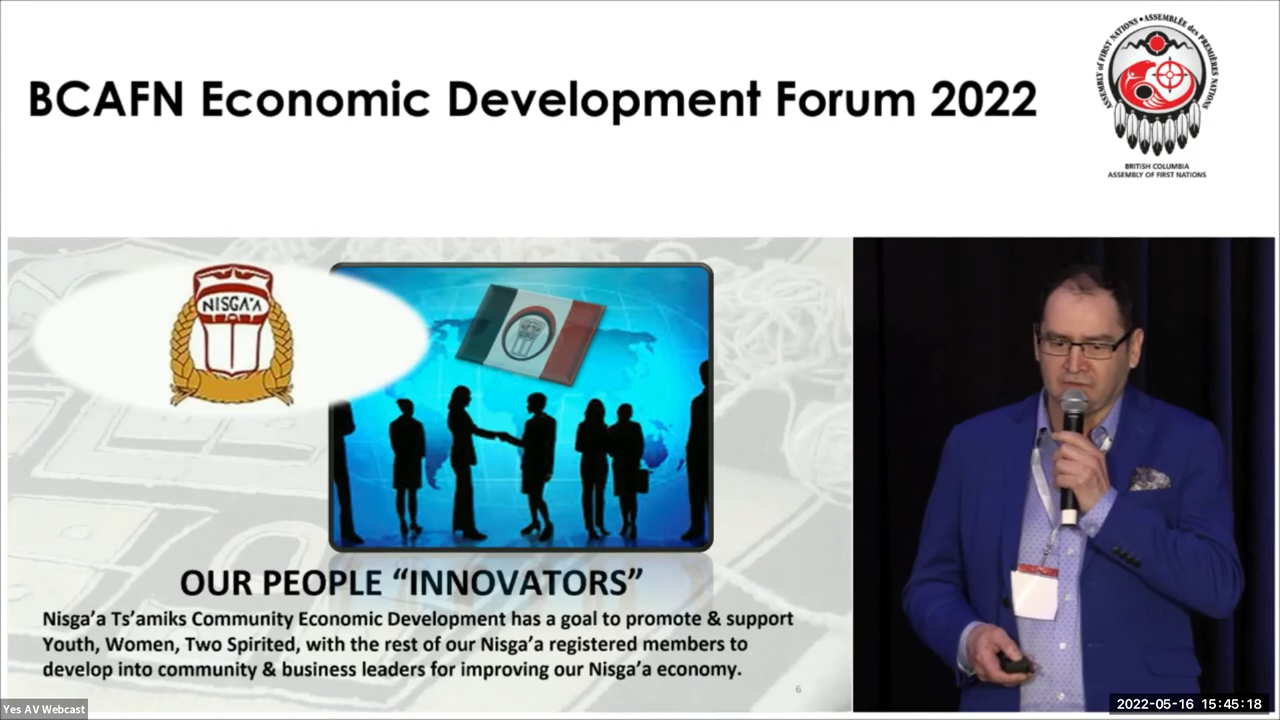 BCAFN Economic Development Forum 2022
ASSEMBLY of FIRST NATIONS • ASSEMBLÉE des PREMIÈRES NATIONS
BRITISH COLUMBIA
ASSEMBLY OF FIRST NATIONS
NISGA'A
OUR PEOPLE “INNOVATORS”
Nisga’a Ts’amiks Community Economic Development has a goal to promote & support
Youth, Women, Two Spirited, with the rest of our Nisga’a registered members to
develop into community & business leaders for improving our Nisga’a economy.
6
Yes AV Webcast
2022-05-16 15:45:18